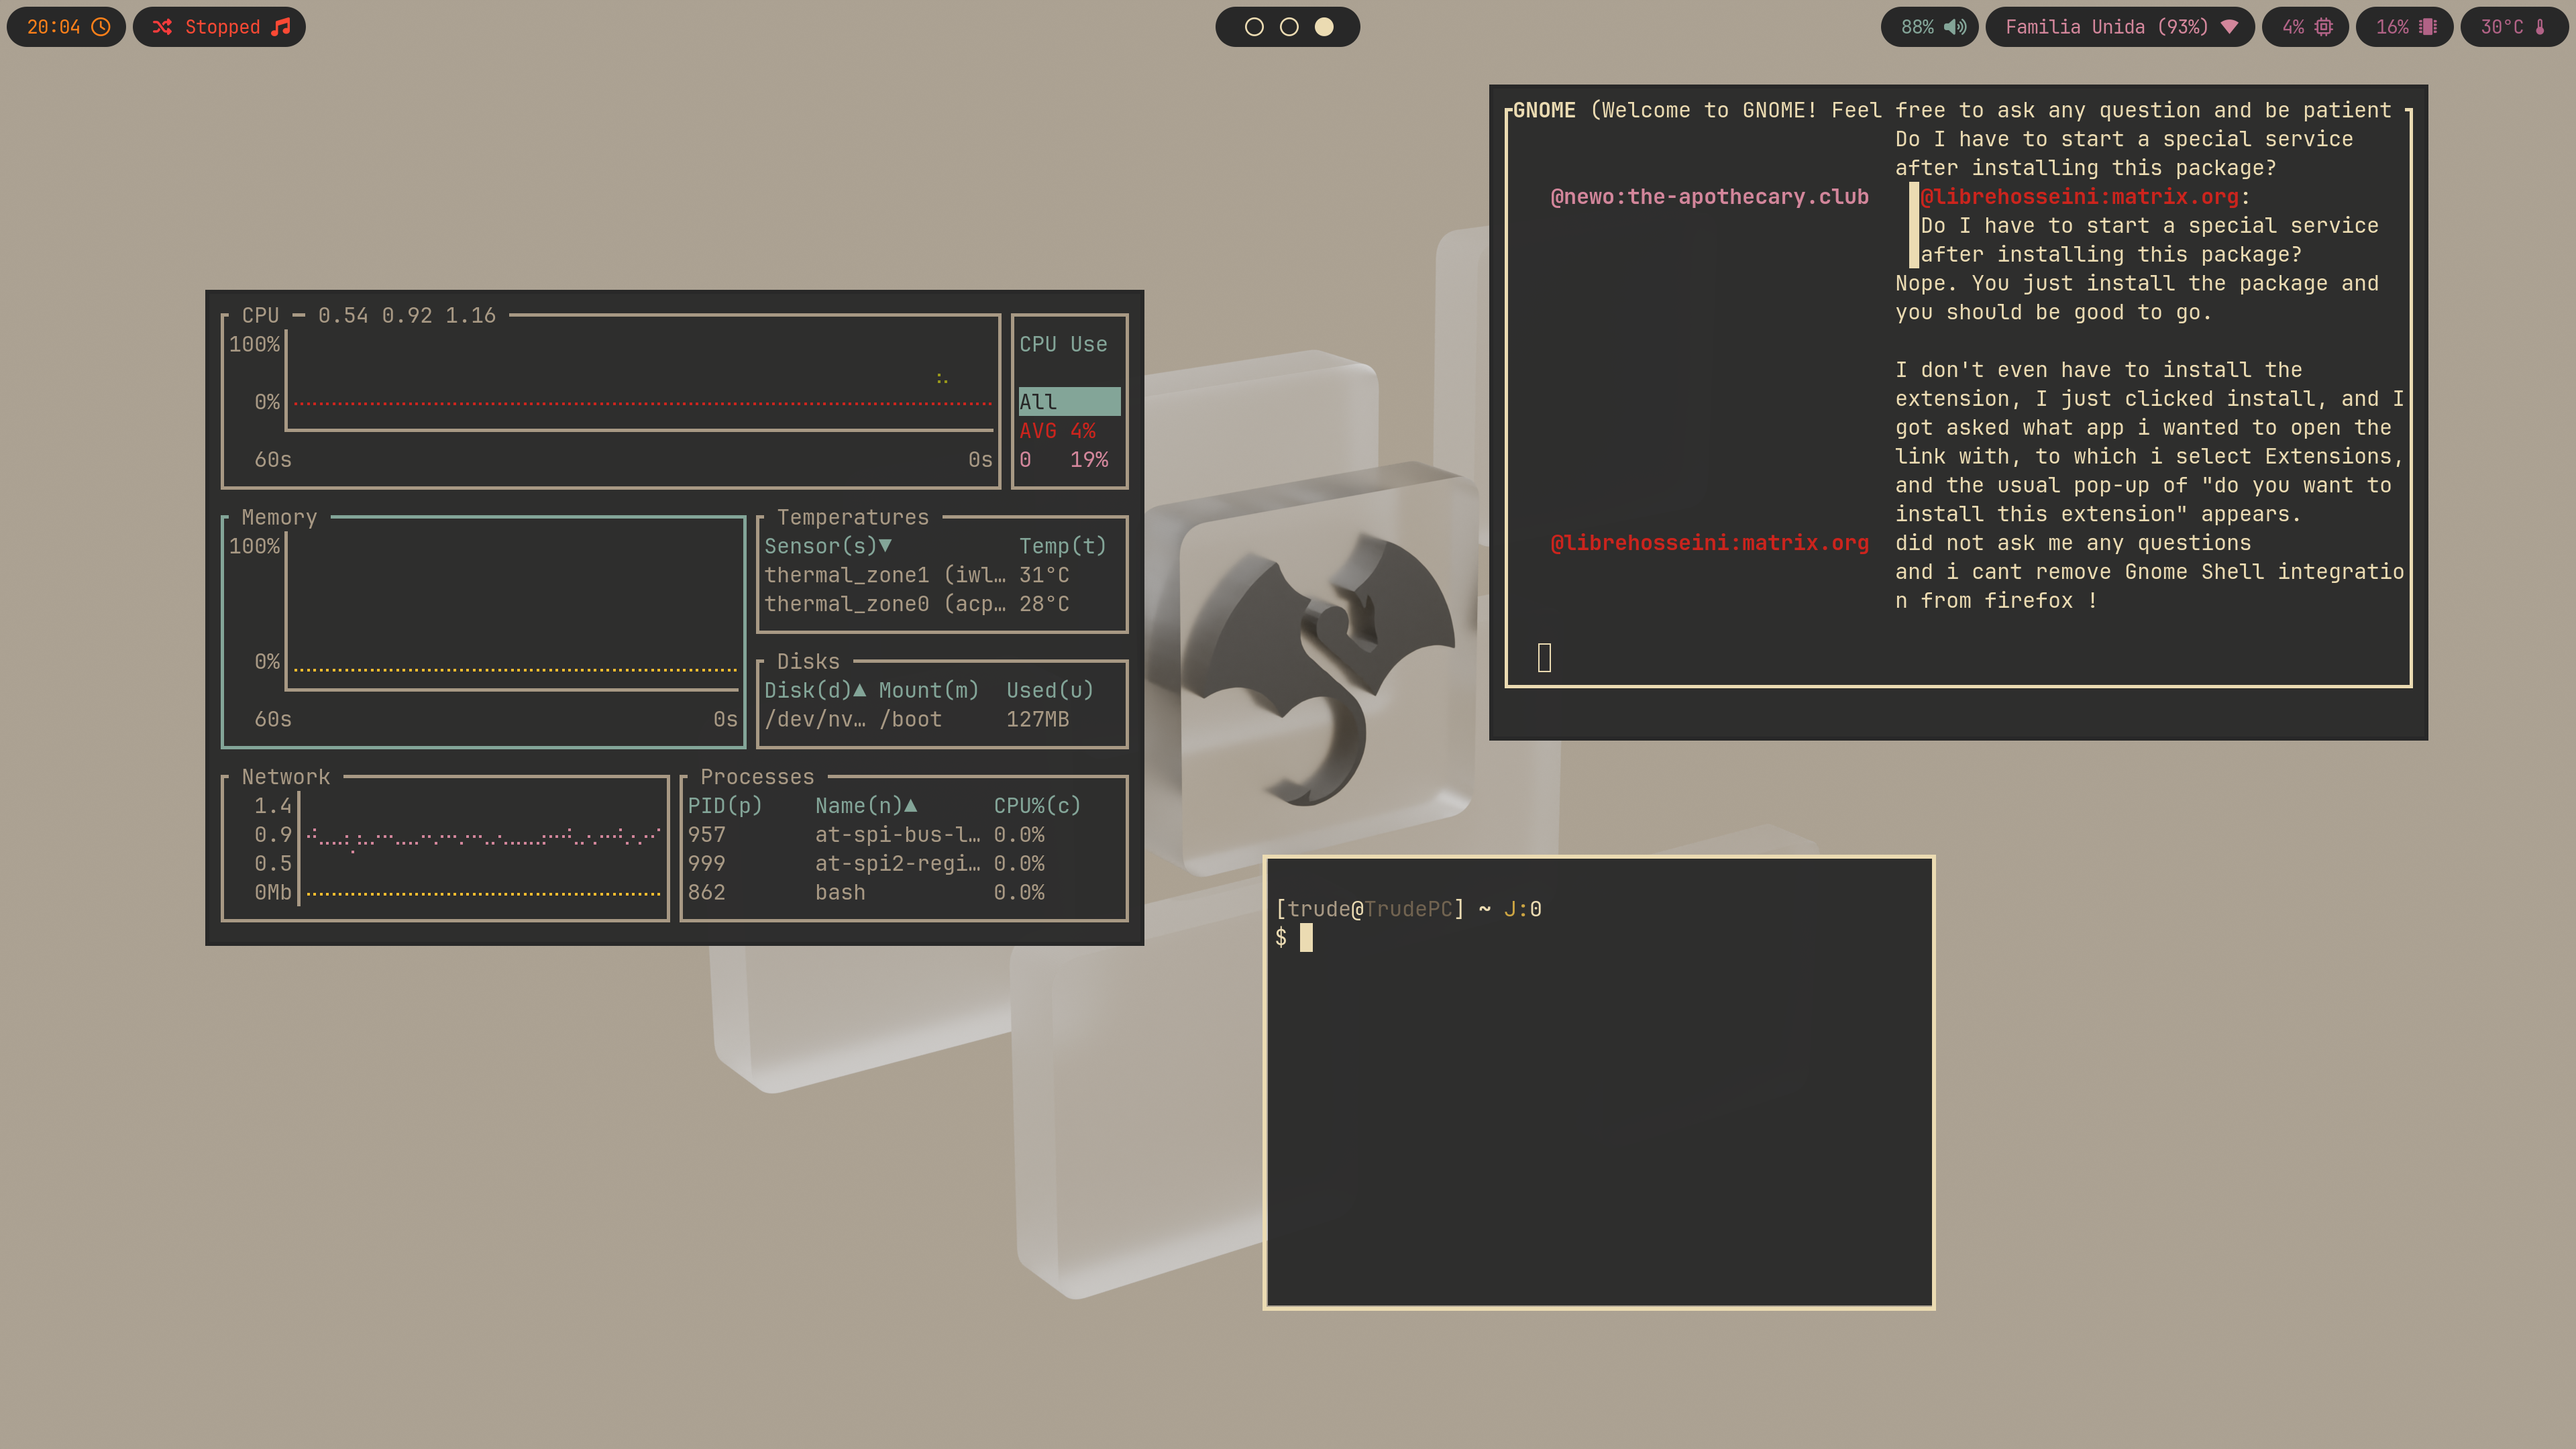 20:04
Stopped
88%
Familia Unida (93%)
4%
16%
30°C
CPU 0.54 0.92 1.16
100%
0%
60s 0s
CPU Use
All
AVG 4%
0 19%
Memory
100%
0%
60s 0s
Temperatures
Sensor(s)▼ Temp(t)
thermal_zone1 (iwl… 31°C
thermal_zone0 (acp… 28°C
Disks
Disk(d)▲ Mount(m) Used(u)
/dev/nv… /boot 127MB
Network
1.4
0.9
0.5
0Mb
Processes
PID(p) Name(n)▲ CPU%(c)
957 at-spi-bus-l… 0.0%
999 at-spi2-regi… 0.0%
862 bash 0.0%
GNOME (Welcome to GNOME! Feel free to ask any question and be patient
Do I have to start a special service
after installing this package?
@newo:the-apothecary.club @librehosseini:matrix.org:
Do I have to start a special service
after installing this package?
Nope. You just install the package and
you should be good to go.
I don't even have to install the
extension, I just clicked install, and I
got asked what app i wanted to open the
link with, to which i select Extensions,
and the usual pop-up of "do you want to
install this extension" appears.
@librehosseini:matrix.org did not ask me any questions
and i cant remove Gnome Shell integratio
n from firefox !
[trude@TrudePC] ~ J:0
$